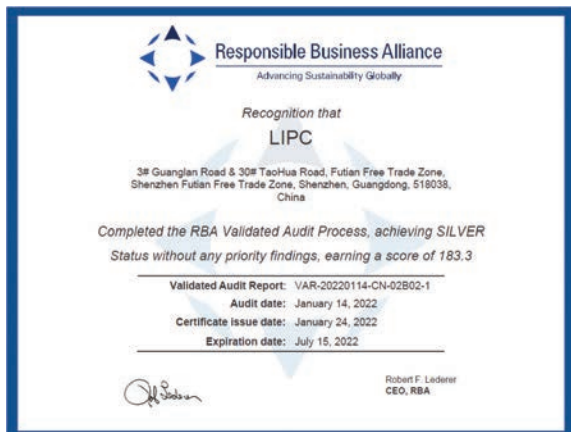 Responsible Business Alliance
Advancing Sustainability Globally
Recognition that
LIPC
3# Guanglan Road & 30# TaoHua Road, Futian Free Trade Zone,
Shenzhen Futian Free Trade Zone, Shenzhen, Guangdong, 518038,
China
Completed the RBA Validated Audit Process, achieving SILVER
Status without any priority findings, earning a score of 183.3
Validated Audit Report: VAR-20220114-CN-02B02-1
Audit date: January 14, 2022
Certificate issue date: January 24, 2022
Expiration date: July 15, 2022
Robert F. Lederer
CEO, RBA